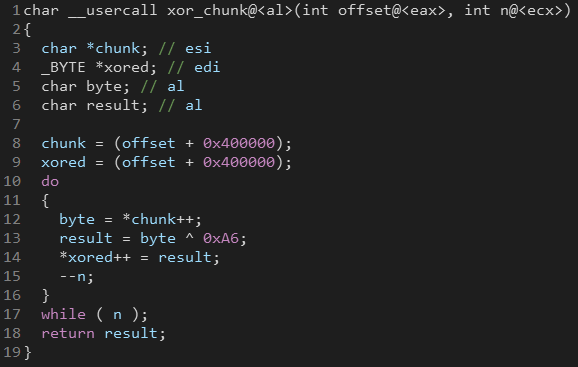 1 char __usercall xor_chunk@<al>(int offset@<eax>, int n@<ecx>)
2 {
3   char *chunk; // esi
4   _BYTE *xored; // edi
5   char byte; // al
6   char result; // al
7
8   chunk = (offset + 0x400000);
9   xored = (offset + 0x400000);
10   do
11   {
12     byte = *chunk++;
13     result = byte ^ 0xA6;
14     *xored++ = result;
15     --n;
16   }
17   while ( n );
18   return result;
19 }